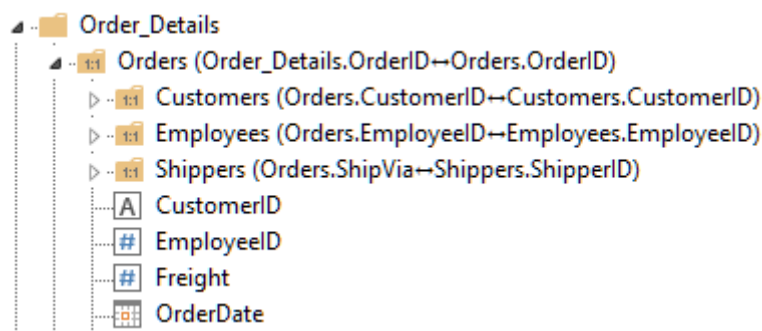 Order_Details
1:1 Orders (Order_Details.OrderID↔Orders.OrderID)
1:1 Customers (Orders.CustomerID↔Customers.CustomerID)
1:1 Employees (Orders.EmployeeID↔Employees.EmployeeID)
1:1 Shippers (Orders.ShipVia↔Shippers.ShipperID)
A CustomerID
# EmployeeID
# Freight
OrderDate